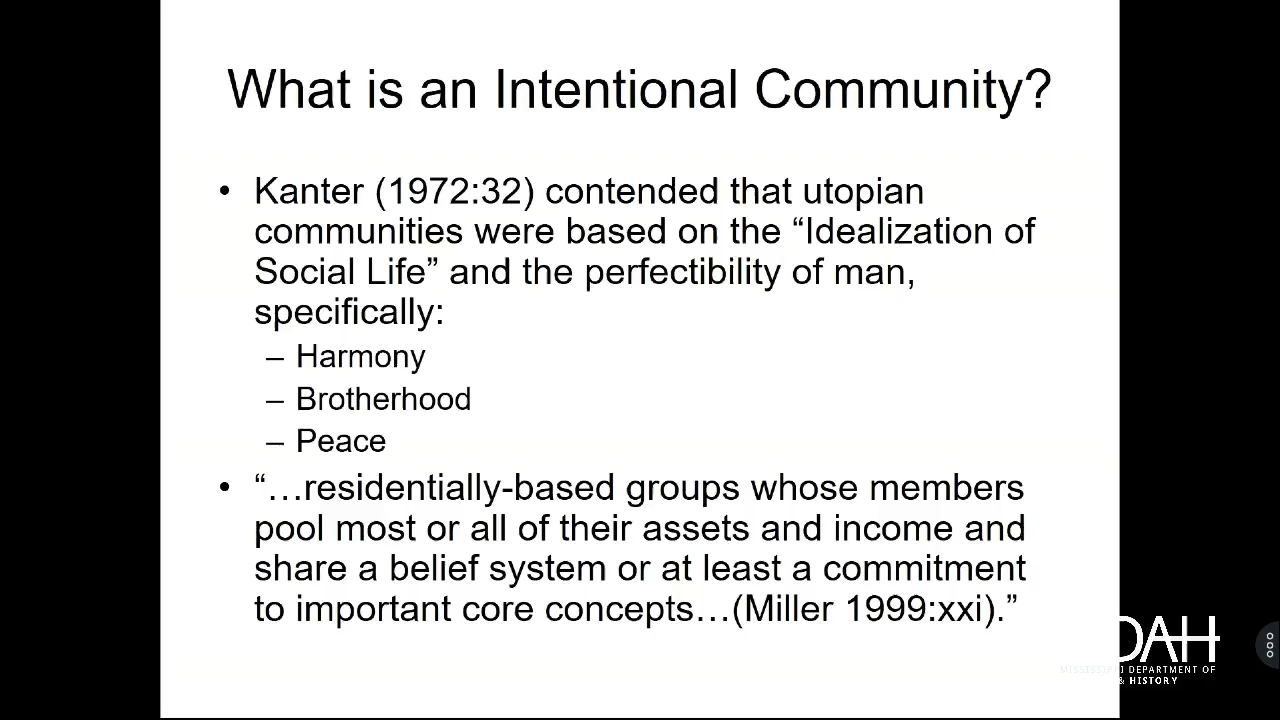 What is an Intentional Community?
• Kanter (1972:32) contended that utopian
communities were based on the “Idealization of
Social Life” and the perfectibility of man,
specifically:
– Harmony
– Brotherhood
– Peace
• “…residentially-based groups whose members
pool most or all of their assets and income and
share a belief system or at least a commitment
to important core concepts…(Miller 1999:xxi).”
DAH
MISSISSIPPI DEPARTMENT OF
& HISTORY